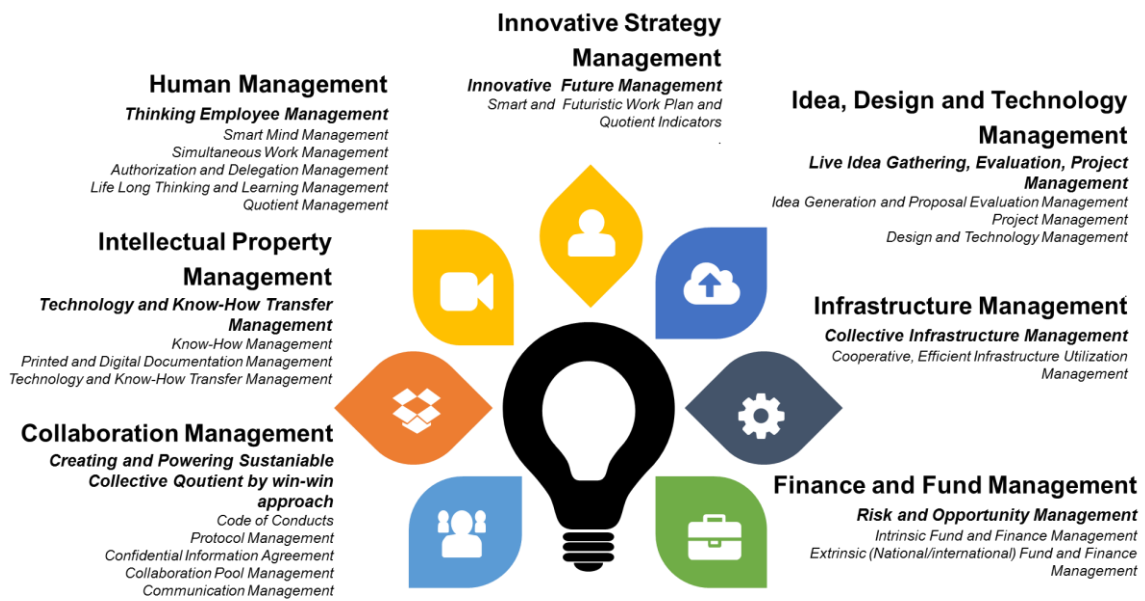 Innovative Strategy
Management
Innovative Future Management
Smart and Futuristic Work Plan and
Quotient Indicators
.
Human Management
Thinking Employee Management
Smart Mind Management
Simultaneous Work Management
Authorization and Delegation Management
Life Long Thinking and Learning Management
Quotient Management
Idea, Design and Technology
Management
Live Idea Gathering, Evaluation, Project
Management
Idea Generation and Proposal Evaluation Management
Project Management
Design and Technology Management
Intellectual Property
Management
Technology and Know-How Transfer
Management
Know-How Management
Printed and Digital Documentation Management
Technology and Know-How Transfer Management
Infrastructure Management
Collective Infrastructure Management
Cooperative, Efficient Infrastructure Utilization
Management
Collaboration Management
Creating and Powering Sustaniable
Collective Qoutient by win-win
approach
Code of Conducts
Protocol Management
Confidential Information Agreement
Collaboration Pool Management
Communication Management
Finance and Fund Management
Risk and Opportunity Management
Intrinsic Fund and Finance Management
Extrinsic (National/international) Fund and Finance
Management